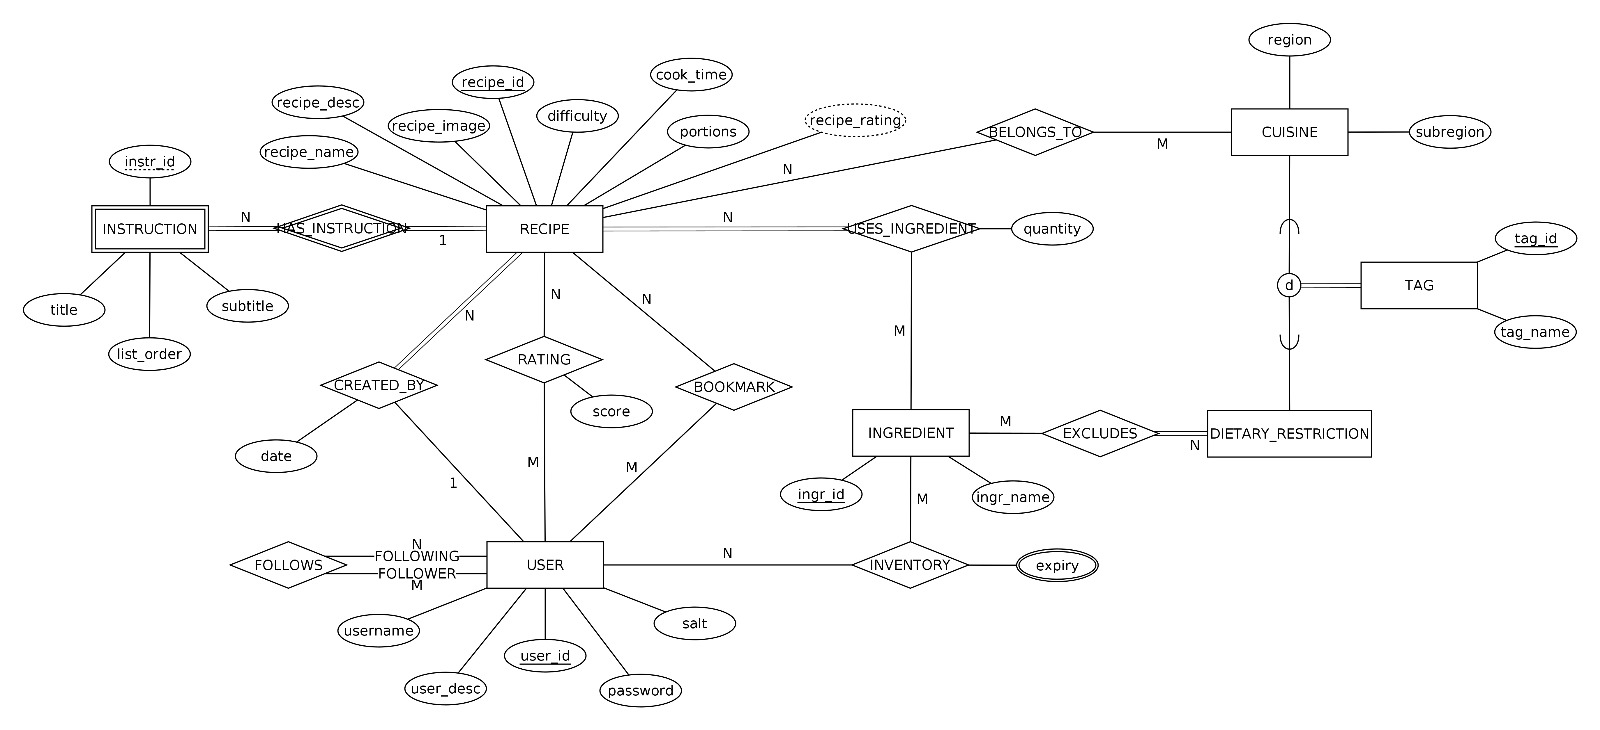 region
recipe_id
cook_time
recipe_desc
recipe_image
difficulty
portions
recipe_rating
BELONGS_TO
CUISINE
subregion
M
recipe_name
instr_id
N
INSTRUCTION
N
HAS_INSTRUCTION
1
RECIPE
N
USES_INGREDIENT
quantity
tag_id
title
list_order
subtitle
d
TAG
tag_name
N
N
N
M
CREATED_BY
RATING
BOOKMARK
score
date
INGREDIENT
M
EXCLUDES
N
DIETARY_RESTRICTION
M
M
1
ingr_id
M
ingr_name
N
FOLLOWING
FOLLOWS
FOLLOWER
M
USER
N
INVENTORY
expiry
username
salt
user_id
user_desc
password